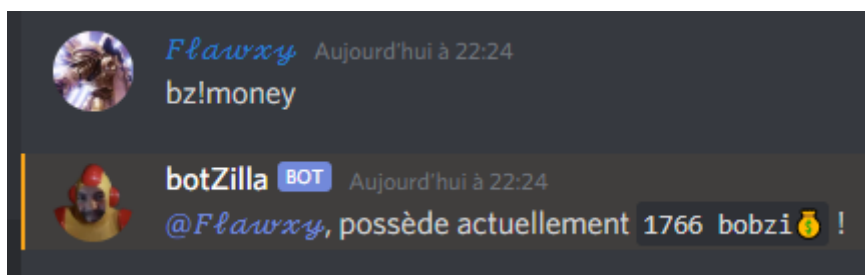 Flawxy Aujourd'hui à 22:24
bz!money
botZilla BOT Aujourd'hui à 22:24
@Flawxy, possède actuellement 1766 bobzi💰 !